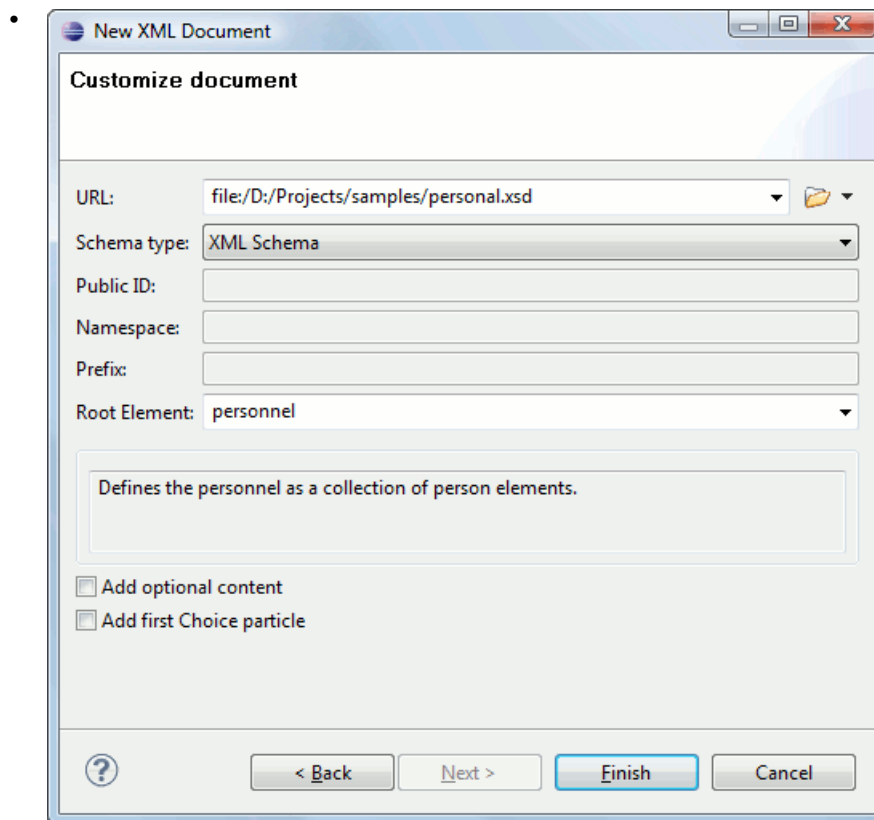 New XML Document
Customize document
URL: file:/D:/Projects/samples/personal.xsd
Schema type: XML Schema
Public ID:
Namespace:
Prefix:
Root Element: personnel
Defines the personnel as a collection of person elements.
Add optional content
Add first Choice particle
? < Back Next > Finish Cancel